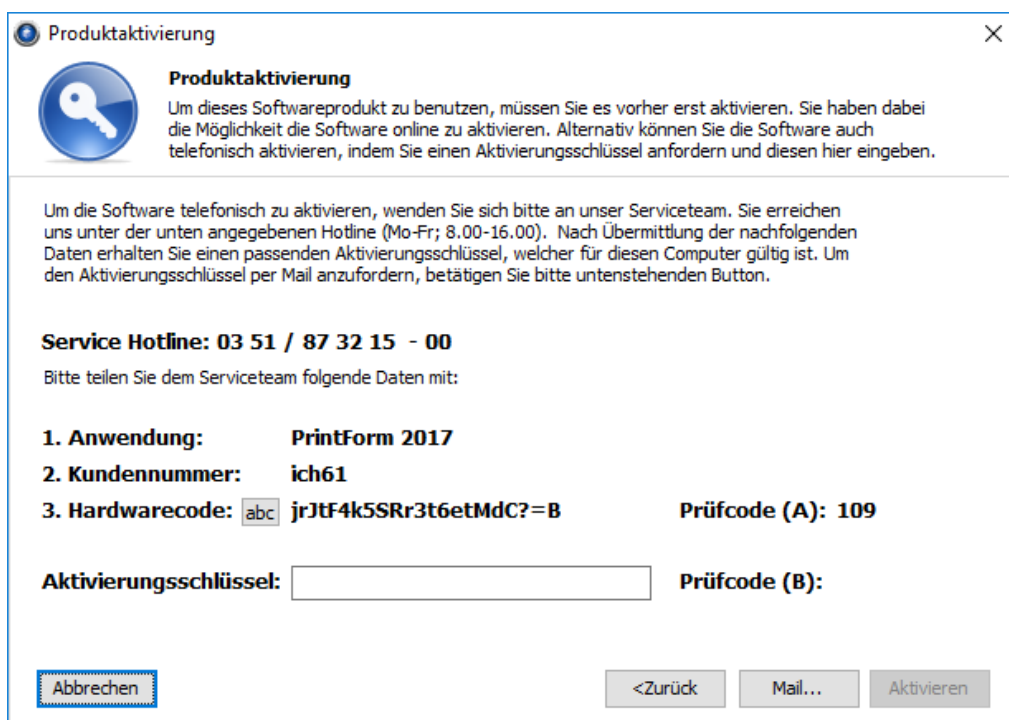 Produktaktivierung
Produktaktivierung
Um dieses Softwareprodukt zu benutzen, müssen Sie es vorher erst aktivieren. Sie haben dabei
die Möglichkeit die Software online zu aktivieren. Alternativ können Sie die Software auch
telefonisch aktivieren, indem Sie einen Aktivierungsschlüssel anfordern und diesen hier eingeben.
Um die Software telefonisch zu aktivieren, wenden Sie sich bitte an unser Serviceteam. Sie erreichen
uns unter der unten angegebenen Hotline (Mo-Fr; 8.00-16.00). Nach Übermittlung der nachfolgenden
Daten erhalten Sie einen passenden Aktivierungsschlüssel, welcher für diesen Computer gültig ist. Um
den Aktivierungsschlüssel per Mail anzufordern, betätigen Sie bitte untenstehenden Button.
Service Hotline: 03 51 / 87 32 15 - 00
Bitte teilen Sie dem Serviceteam folgende Daten mit:
1. Anwendung: PrintForm 2017
2. Kundennummer: ich61
3. Hardwarecode: abc jrJtF4k5SRr3t6etMdC?=B Prüfcode (A): 109
Aktivierungsschlüssel: Prüfcode (B):
Abbrechen <Zurück Mail... Aktivieren